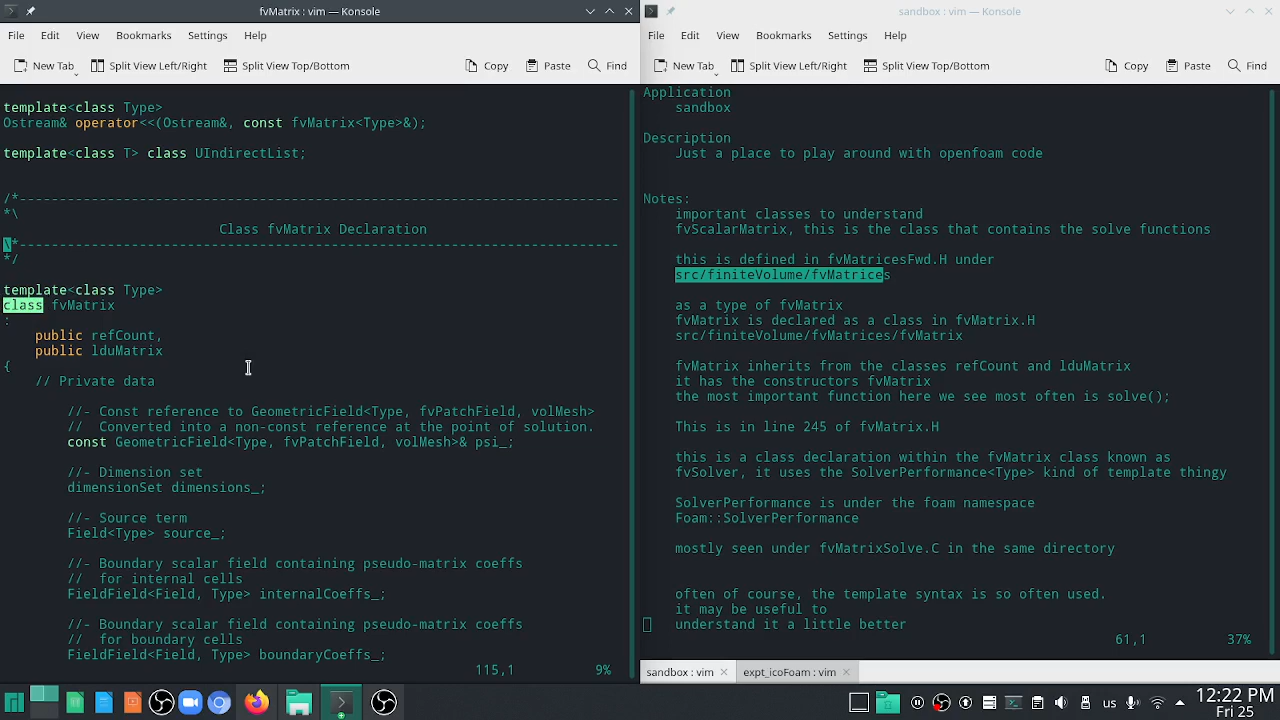 fvMatrix : vim — Konsole
File Edit View Bookmarks Settings Help
New Tab Split View Left/Right Split View Top/Bottom Copy Paste Find
template<class Type>
Ostream& operator<<(Ostream&, const fvMatrix<Type>&);
template<class T> class UIndirectList;
/*---------------------------------------------------------------------------
*\
Class fvMatrix Declaration
\*---------------------------------------------------------------------------
*/
template<class Type>
class fvMatrix
:
public refCount,
public lduMatrix
{
// Private data
//- Const reference to GeometricField<Type, fvPatchField, volMesh>
//  Converted into a non-const reference at the point of solution.
const GeometricField<Type, fvPatchField, volMesh>& psi_;
//- Dimension set
dimensionSet dimensions_;
//- Source term
Field<Type> source_;
//- Boundary scalar field containing pseudo-matrix coeffs
//  for internal cells
FieldField<Field, Type> internalCoeffs_;
//- Boundary scalar field containing pseudo-matrix coeffs
//  for boundary cells
FieldField<Field, Type> boundaryCoeffs_;
115,1 9%
sandbox : vim — Konsole
File Edit View Bookmarks Settings Help
New Tab Split View Left/Right Split View Top/Bottom Copy Paste Find
Application
sandbox
Description
Just a place to play around with openfoam code
Notes:
important classes to understand
fvScalarMatrix, this is the class that contains the solve functions
this is defined in fvMatricesFwd.H under
src/finiteVolume/fvMatrices
as a type of fvMatrix
fvMatrix is declared as a class in fvMatrix.H
src/finiteVolume/fvMatrices/fvMatrix
fvMatrix inherits from the classes refCount and lduMatrix
it has the constructors fvMatrix
the most important function here we see most often is solve();
This is in line 245 of fvMatrix.H
this is a class declaration within the fvMatrix class known as
fvSolver, it uses the SolverPerformance<Type> kind of template thingy
SolverPerformance is under the foam namespace
Foam::SolverPerformance
mostly seen under fvMatrixSolve.C in the same directory
often of course, the template syntax is so often used.
it may be useful to
understand it a little better
61,1 37%
sandbox : vim expt_icoFoam : vim
us 12:22 PM
Fri 25